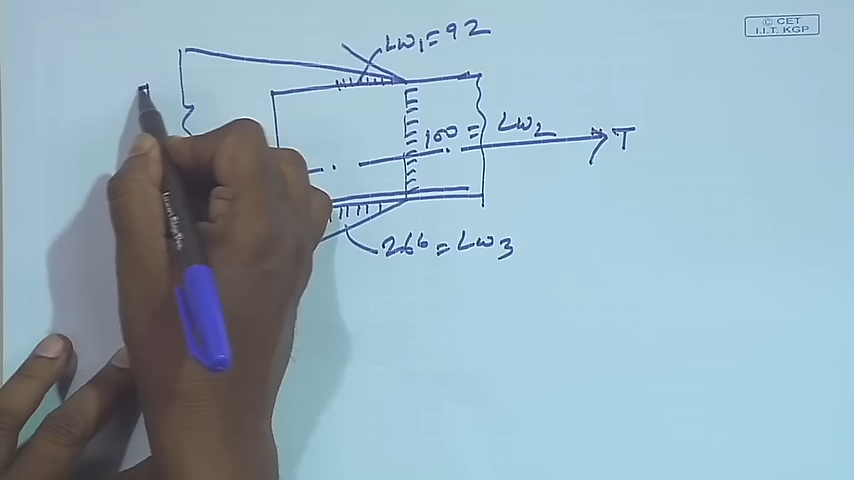 © CET
I.I.T. KGP
Lw₁ = 92
100 = Lw₂
T
266 = Lw₃